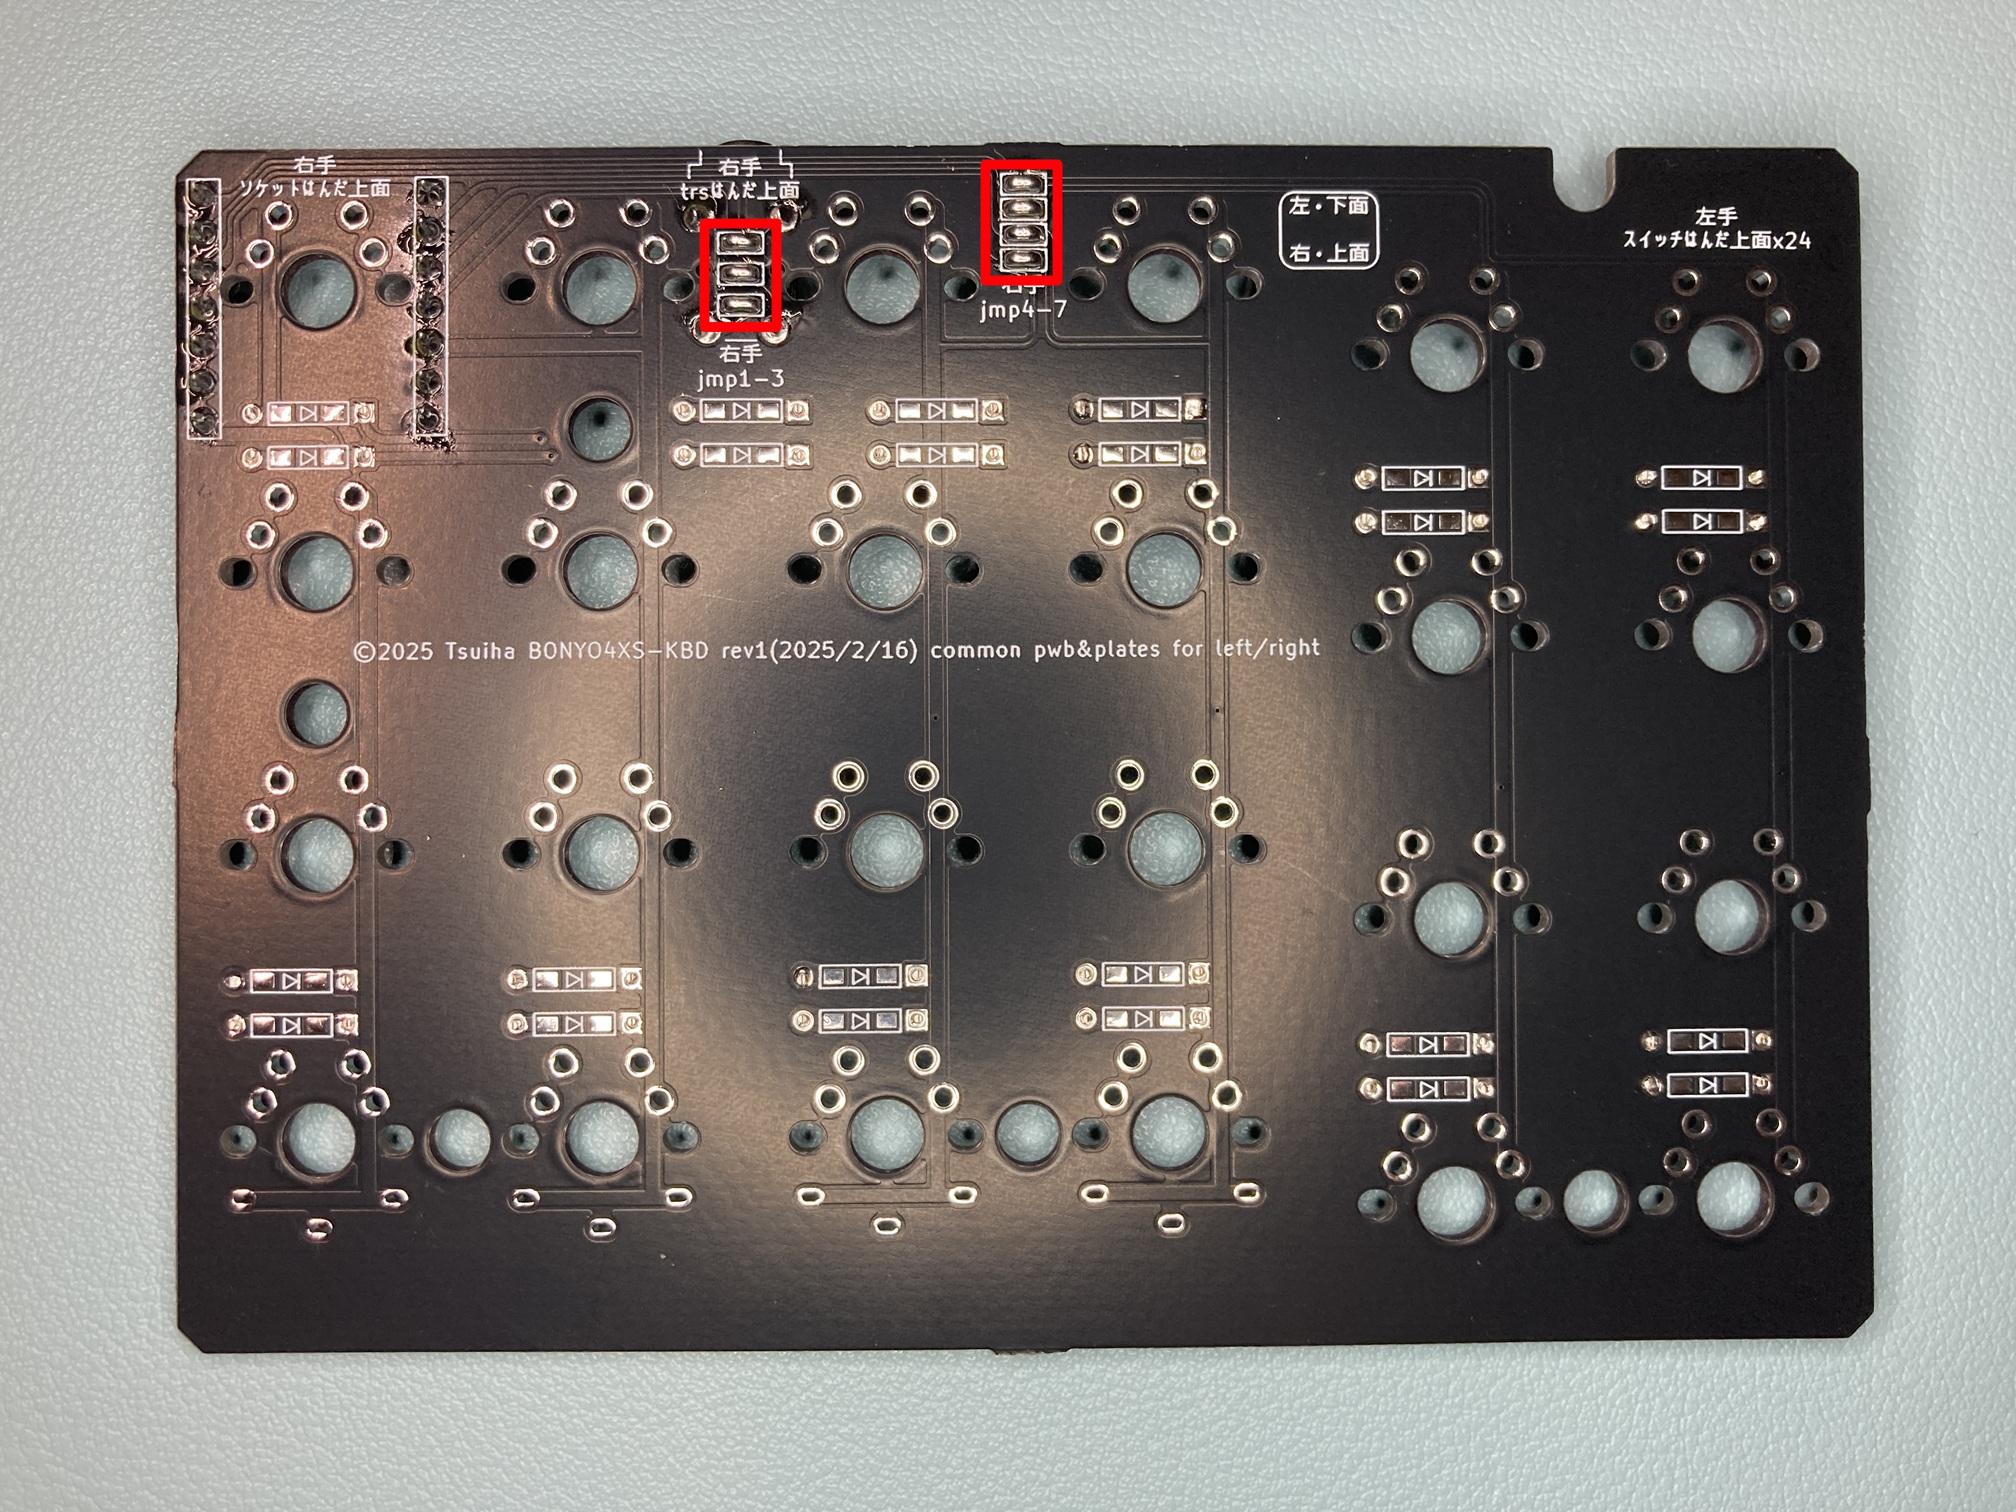 右手
ソケットはんだ上面
右手
trsはんだ上面
右手
jmp1-3
右手
jmp4-7
左・下面
右・上面
左手
スイッチはんだ上面x24
©2025 Tsuiha BONYO4XS-KBD rev1(2025/2/16) common pwb&plates for left/right